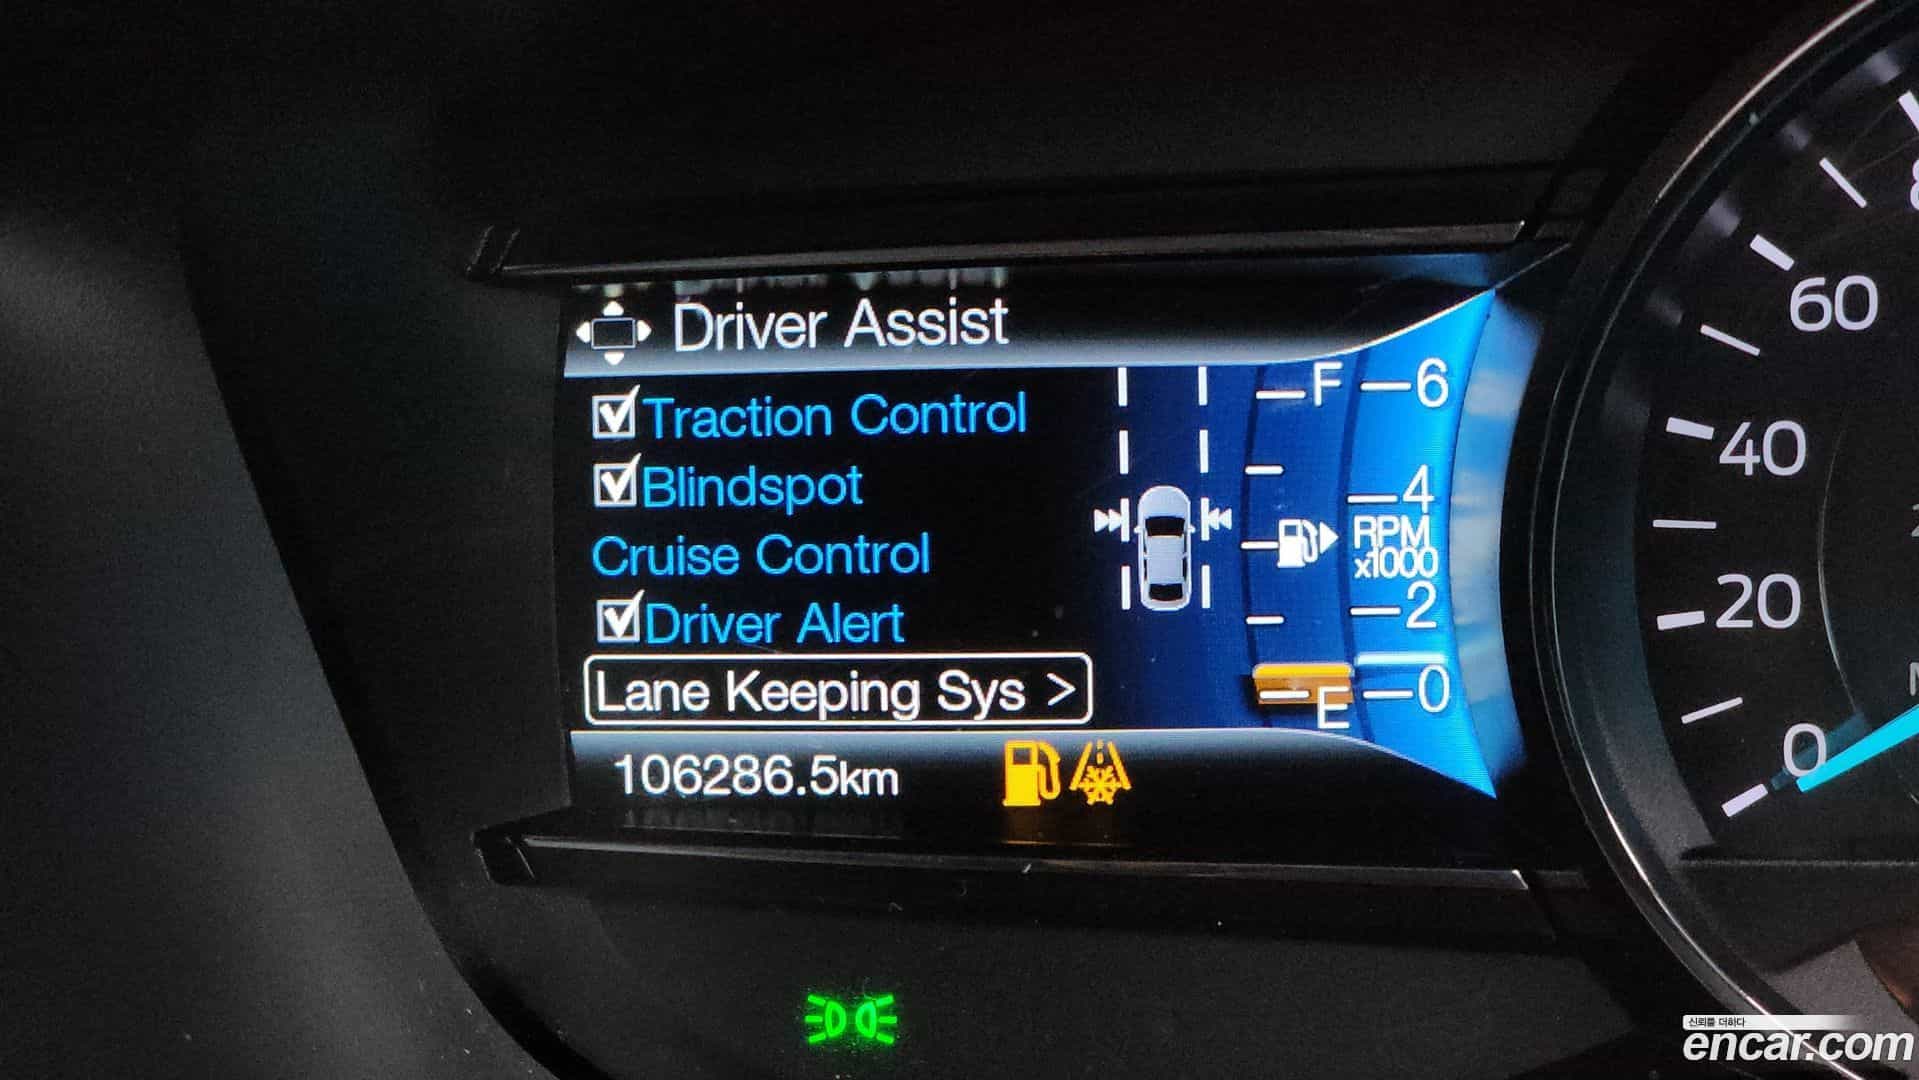 Driver Assist
Traction Control
Blindspot
Cruise Control
Driver Alert
Lane Keeping Sys >
106286.5km
F
E
6
4
RPM
x1000
2
0
60
40
20
0
신뢰를 더하다
encar.com